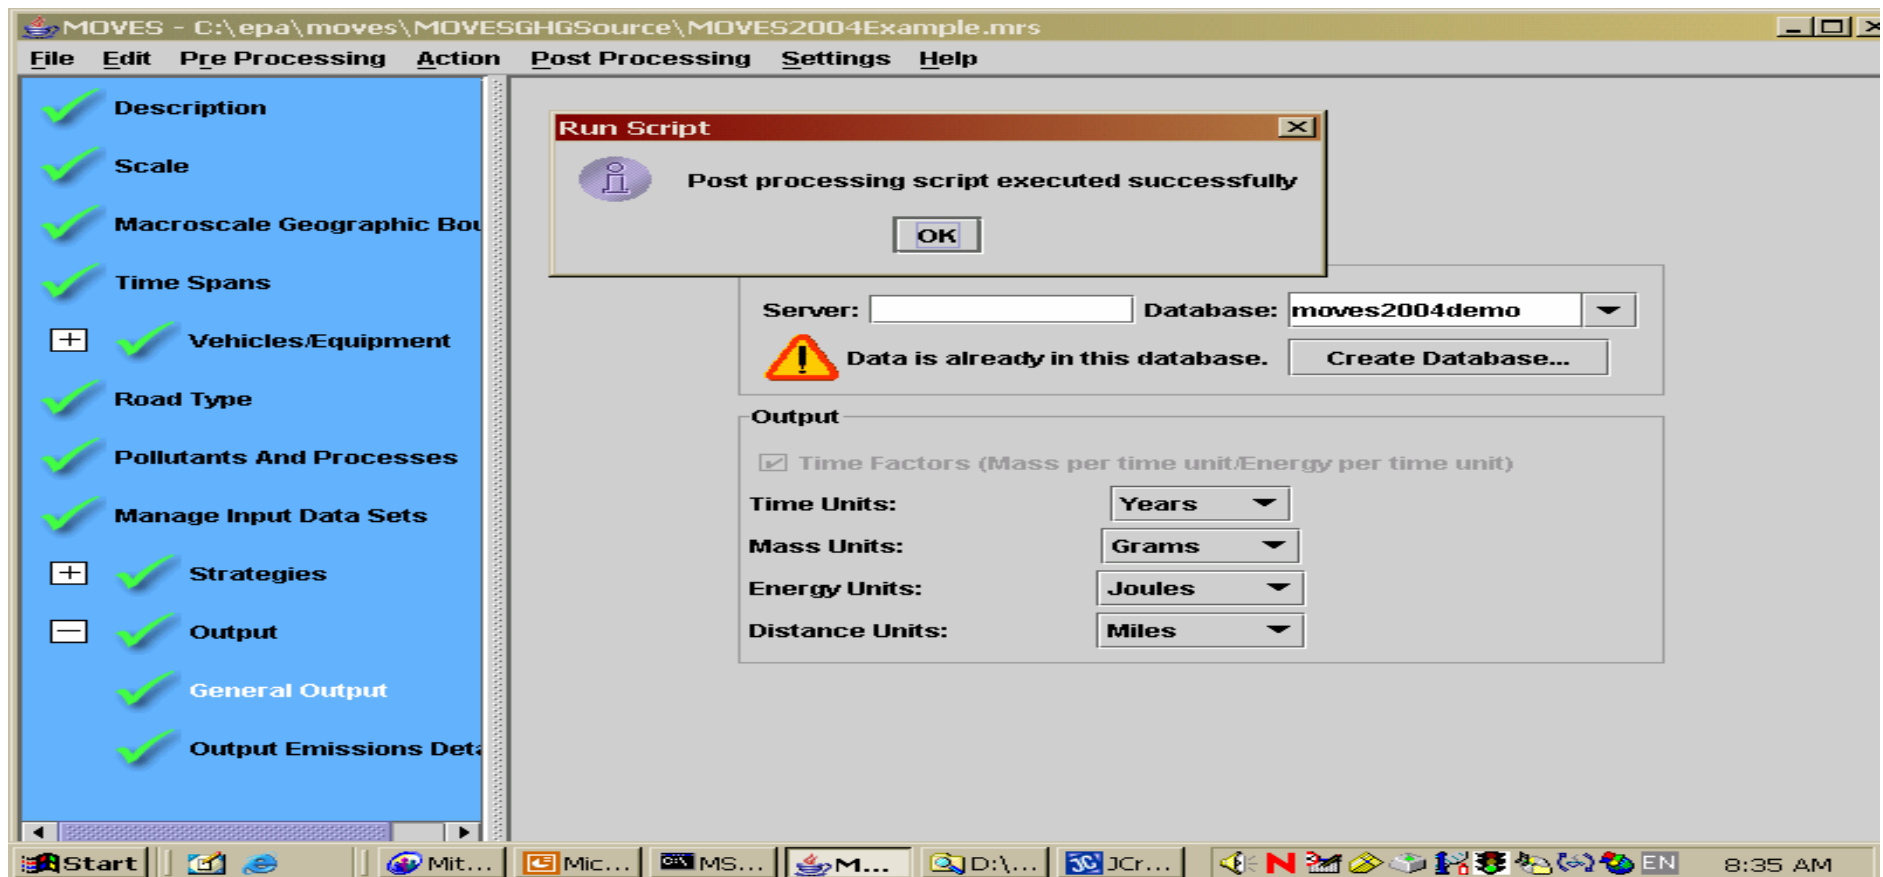 MOVES - C:\epa\moves\MOVESGHGSource\MOVES2004Example.mrs
File Edit Pre Processing Action Post Processing Settings Help
Description
Scale
Macroscale Geographic Bou
Time Spans
Vehicles/Equipment
Road Type
Pollutants And Processes
Manage Input Data Sets
Strategies
Output
General Output
Output Emissions Deta
Run Script
Post processing script executed successfully
OK
Server: Database: moves2004demo
Data is already in this database. Create Database...
Output
Time Factors (Mass per time unit/Energy per time unit)
Time Units: Years
Mass Units: Grams
Energy Units: Joules
Distance Units: Miles
Start Mit... Mic... MS... M... D:\... JCr... N EN 8:35 AM